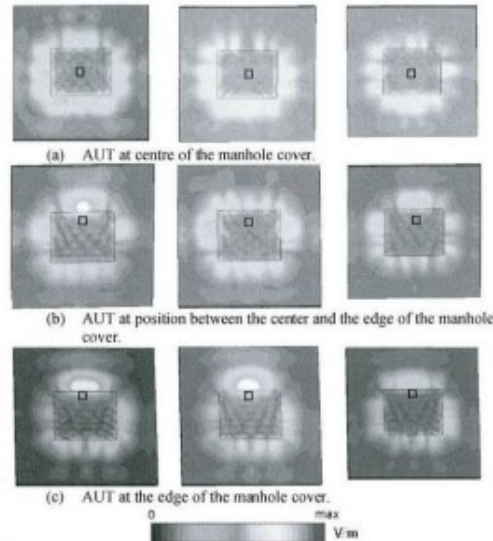 (a) AUT at centre of the manhole cover.
(b) AUT at position between the center and the edge of the manhole
cover.
(c) AUT at the edge of the manhole cover.
0 max
V/m